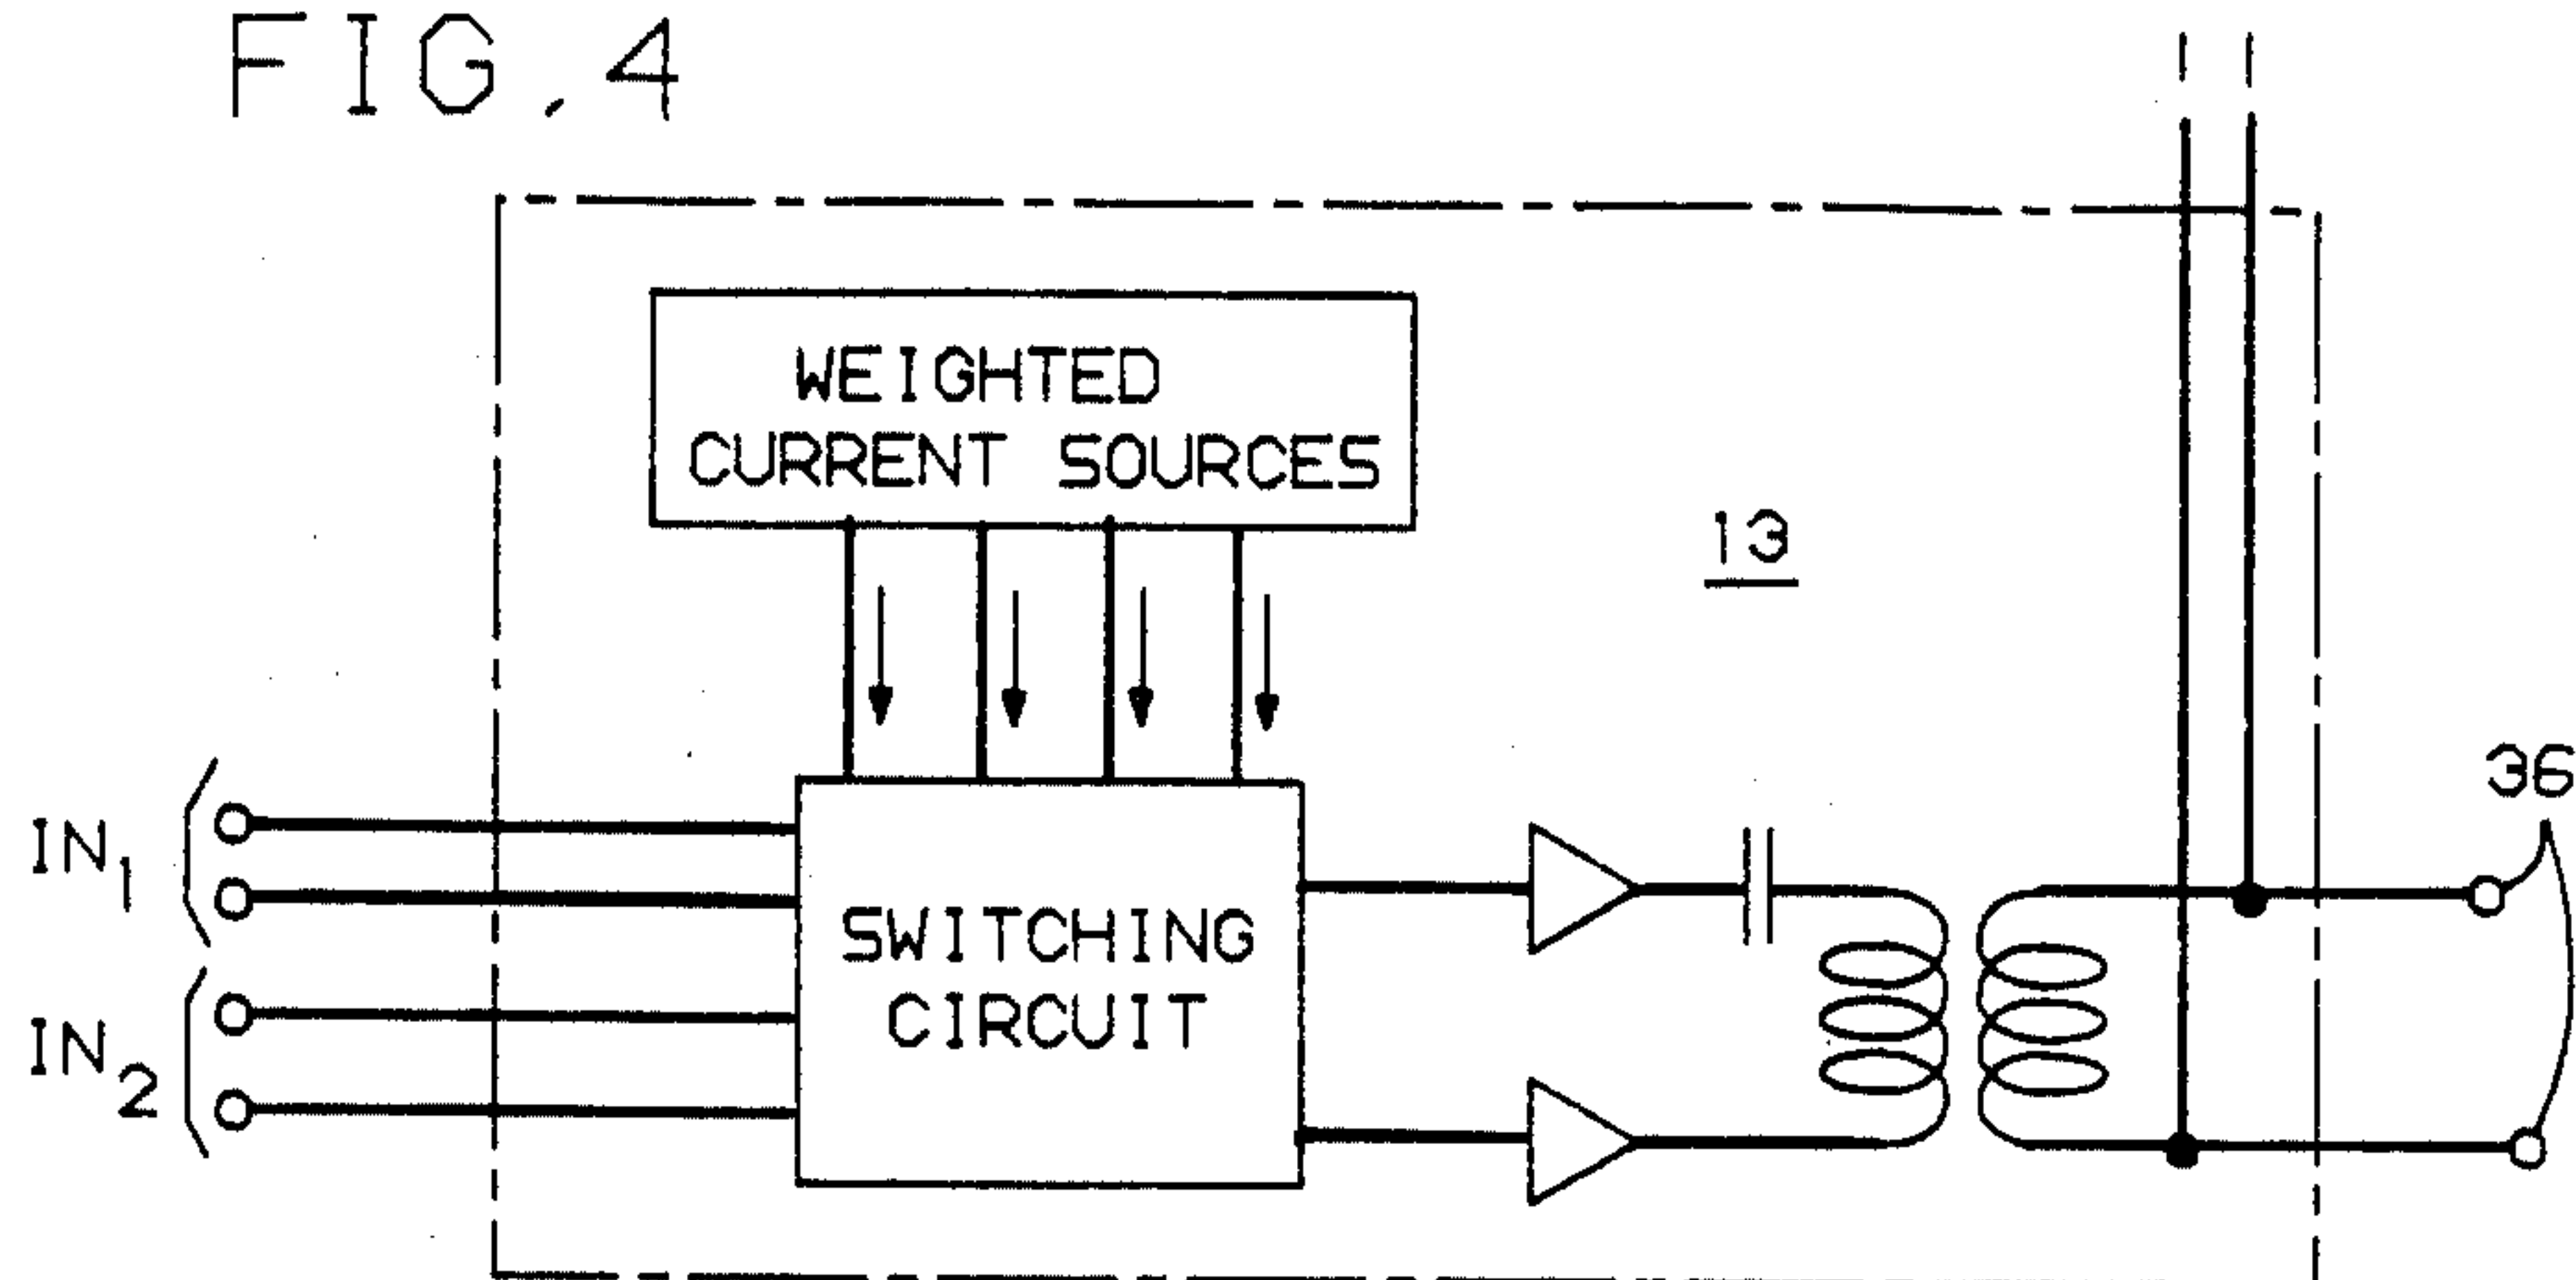 FIG. 4
WEIGHTED
CURRENT SOURCES
13
36
IN1
SWITCHING
CIRCUIT
IN2